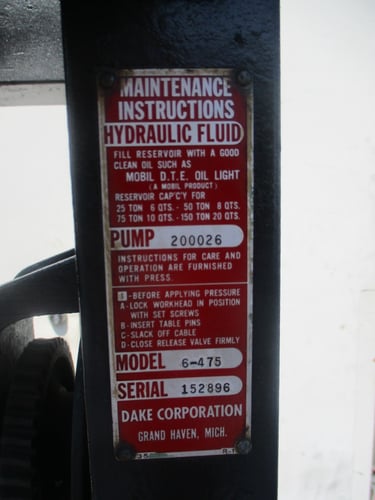 MAINTENANCE
INSTRUCTIONS
HYDRAULIC FLUID
FILL RESERVOIR WITH A GOOD
CLEAN OIL SUCH AS
MOBIL D.T.E. OIL LIGHT
(A MOBIL PRODUCT)
RESERVOIR CAP'C'Y FOR
25 TON 6 QTS. - 50 TON 8 QTS.
75 TON 10 QTS. - 150 TON 20 QTS.
PUMP 200026
INSTRUCTIONS FOR CARE AND
OPERATION ARE FURNISHED
WITH PRESS.
-BEFORE APPLYING PRESSURE
A-LOCK WORKHEAD IN POSITION
WITH SET SCREWS
B-INSERT TABLE PINS
C-SLACK OFF CABLE
D-CLOSE RELEASE VALVE FIRMLY
MODEL 6-475
SERIAL 152896
DAKE CORPORATION
GRAND HAVEN, MICH.